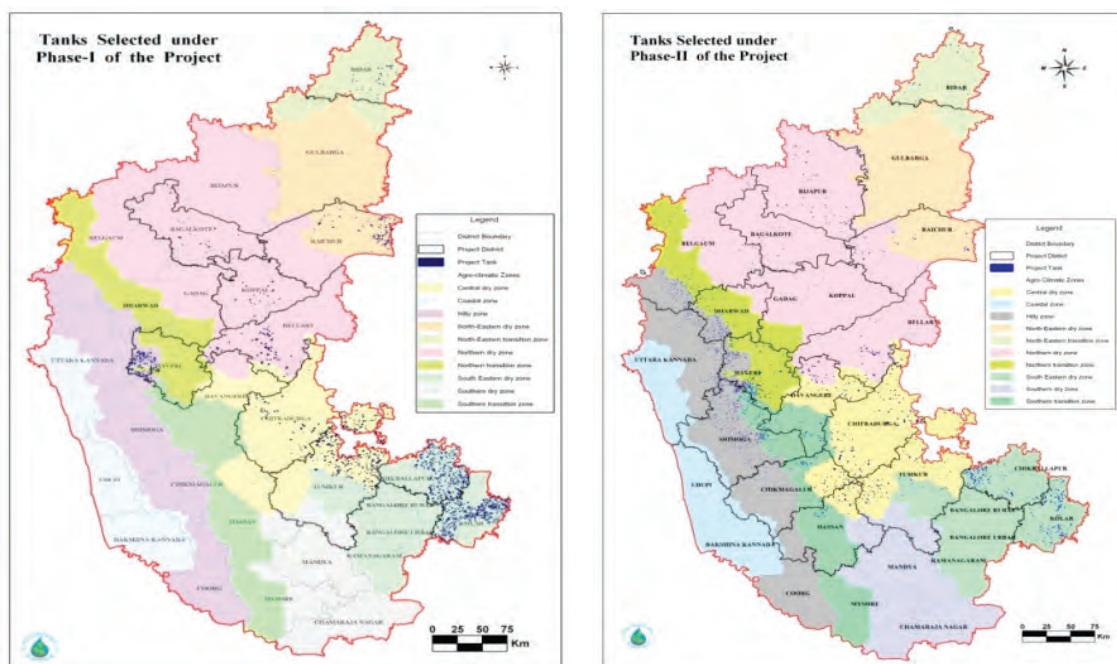 Tanks Selected under
Phase-I of the Project
BIDAR
GULBARGA
BIJAPUR
BAGALKOTE
RAICHUR
BELGAUM
GADAG
KOPPAL
DHARWAD
BELLARY
UTTARA KANNADA
HAVERI
DAVANGERE
CHITRADURGA
SHIMOGA
CHIKMAGALUR
TUMKUR
KOLAR
HASSAN
BANGALORE RURAL
BANGALORE URBAN
DAKSHINA KANNADA
RAMANAGARAM
MANDYA
COORG
MYSORE
CHAMARAJA NAGAR
Legend
District Boundary
Project District
Project Tank
Agro-climatic Zones
Central dry zone
Coastal zone
Hilly zone
North-Eastern dry zone
North-Eastern transition zone
Northern dry zone
Northern transition zone
South Eastern dry zone
Southern dry zone
Southern transition zone
0 25 50 75
Km
Tanks Selected under
Phase-II of the Project
N
W E
S
BIDAR
GULBARGA
BIJAPUR
RAICHUR
BAGALKOTE
BELGAUM
KOPPAL
GADAG
DHARWAD
BELLARY
UTTARA KANNADA
HAVERI
DAVANGERE
CHITRADURGA
SHIMOGA
TUMKUR
CHIKBALLAPUR
UDUPI
CHIKMAGALUR
KOLAR
BANGALORE RURAL
HASSAN
BANGALORE URBAN
DAKSHINA KANNADA
RAMANAGARAM
MANDYA
COORG
MYSORE
CHAMARAJA NAGAR
Legend
District Boundary
Project District
Project Tank
Agro-Climatic Zones
Central dry zone
Coastal zone
Hilly zone
North-Eastern dry zone
North-Eastern transition zone
Northern dry zone
Northern transition zone
South-Eastern dry zone
Southern dry zone
Southern transition zone
0 25 50 75
Km